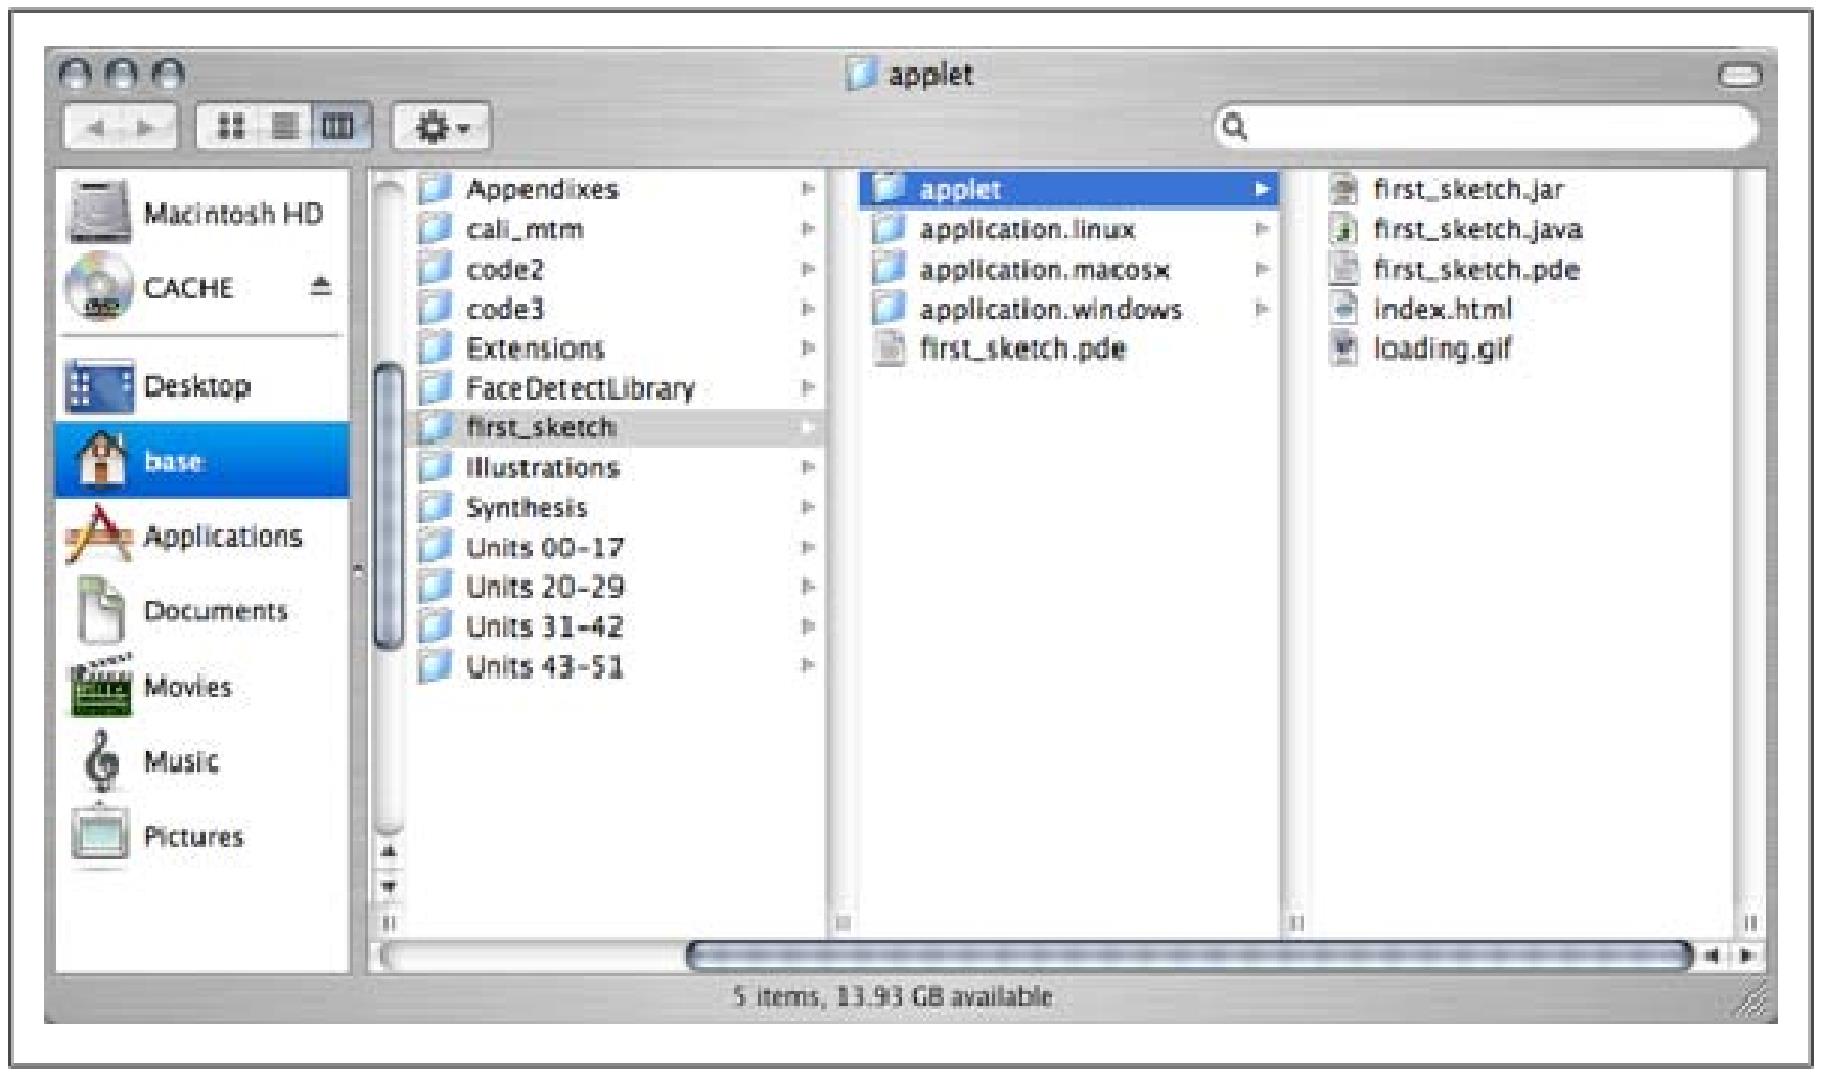 applet
Macintosh HD
CACHE
Desktop
base
Applications
Documents
Movies
Music
Pictures
Appendixes
cali_mtm
code2
code3
Extensions
FaceDetectLibrary
first_sketch
Illustrations
Synthesis
Units 00-17
Units 20-29
Units 31-42
Units 43-51
applet
application.linux
application.macosx
application.windows
first_sketch.pde
first_sketch.jar
first_sketch.java
first_sketch.pde
index.html
loading.gif
5 items, 13.93 GB available